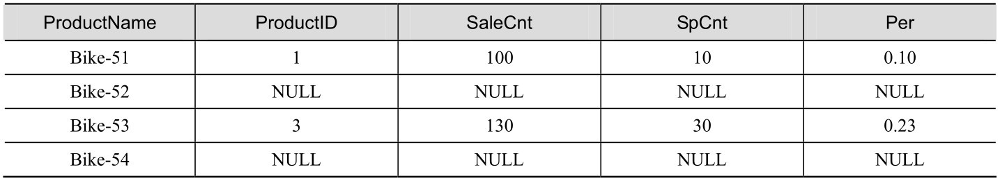 ProductName ProductID SaleCnt SpCnt Per
Bike-51 1 100 10 0.10
Bike-52 NULL NULL NULL NULL
Bike-53 3 130 30 0.23
Bike-54 NULL NULL NULL NULL